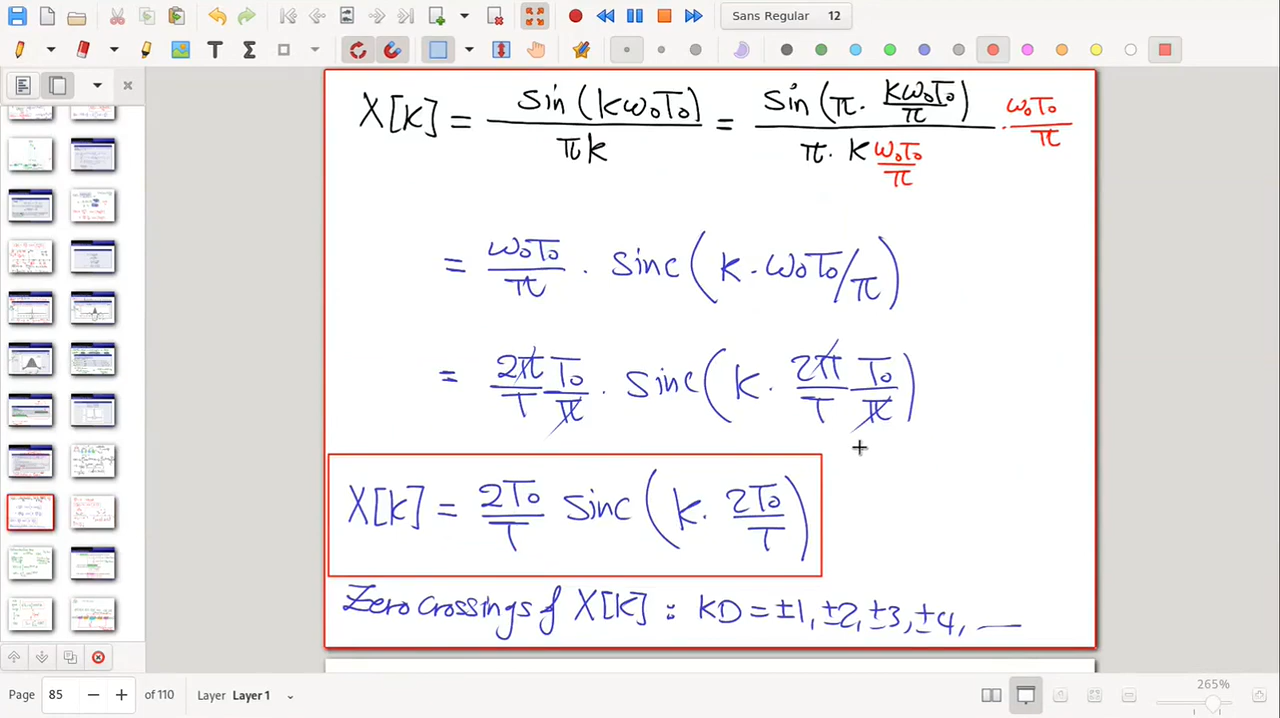 Sans Regular 12
X[k] = sin(kω₀T₀)/πk = sin(π · kω₀T₀/π)/(π · k ω₀T₀/π) · ω₀T₀/π
= ω₀T₀/π · sinc(k · ω₀T₀/π)
= 2π/T T₀/π · sinc(k · 2π/T T₀/π)
X[k] = 2T₀/T sinc(k · 2T₀/T)
Zero crossings of X[k] : kD = ±1, ±2, ±3, ±4, —
Page 85 of 110 Layer Layer 1 265%